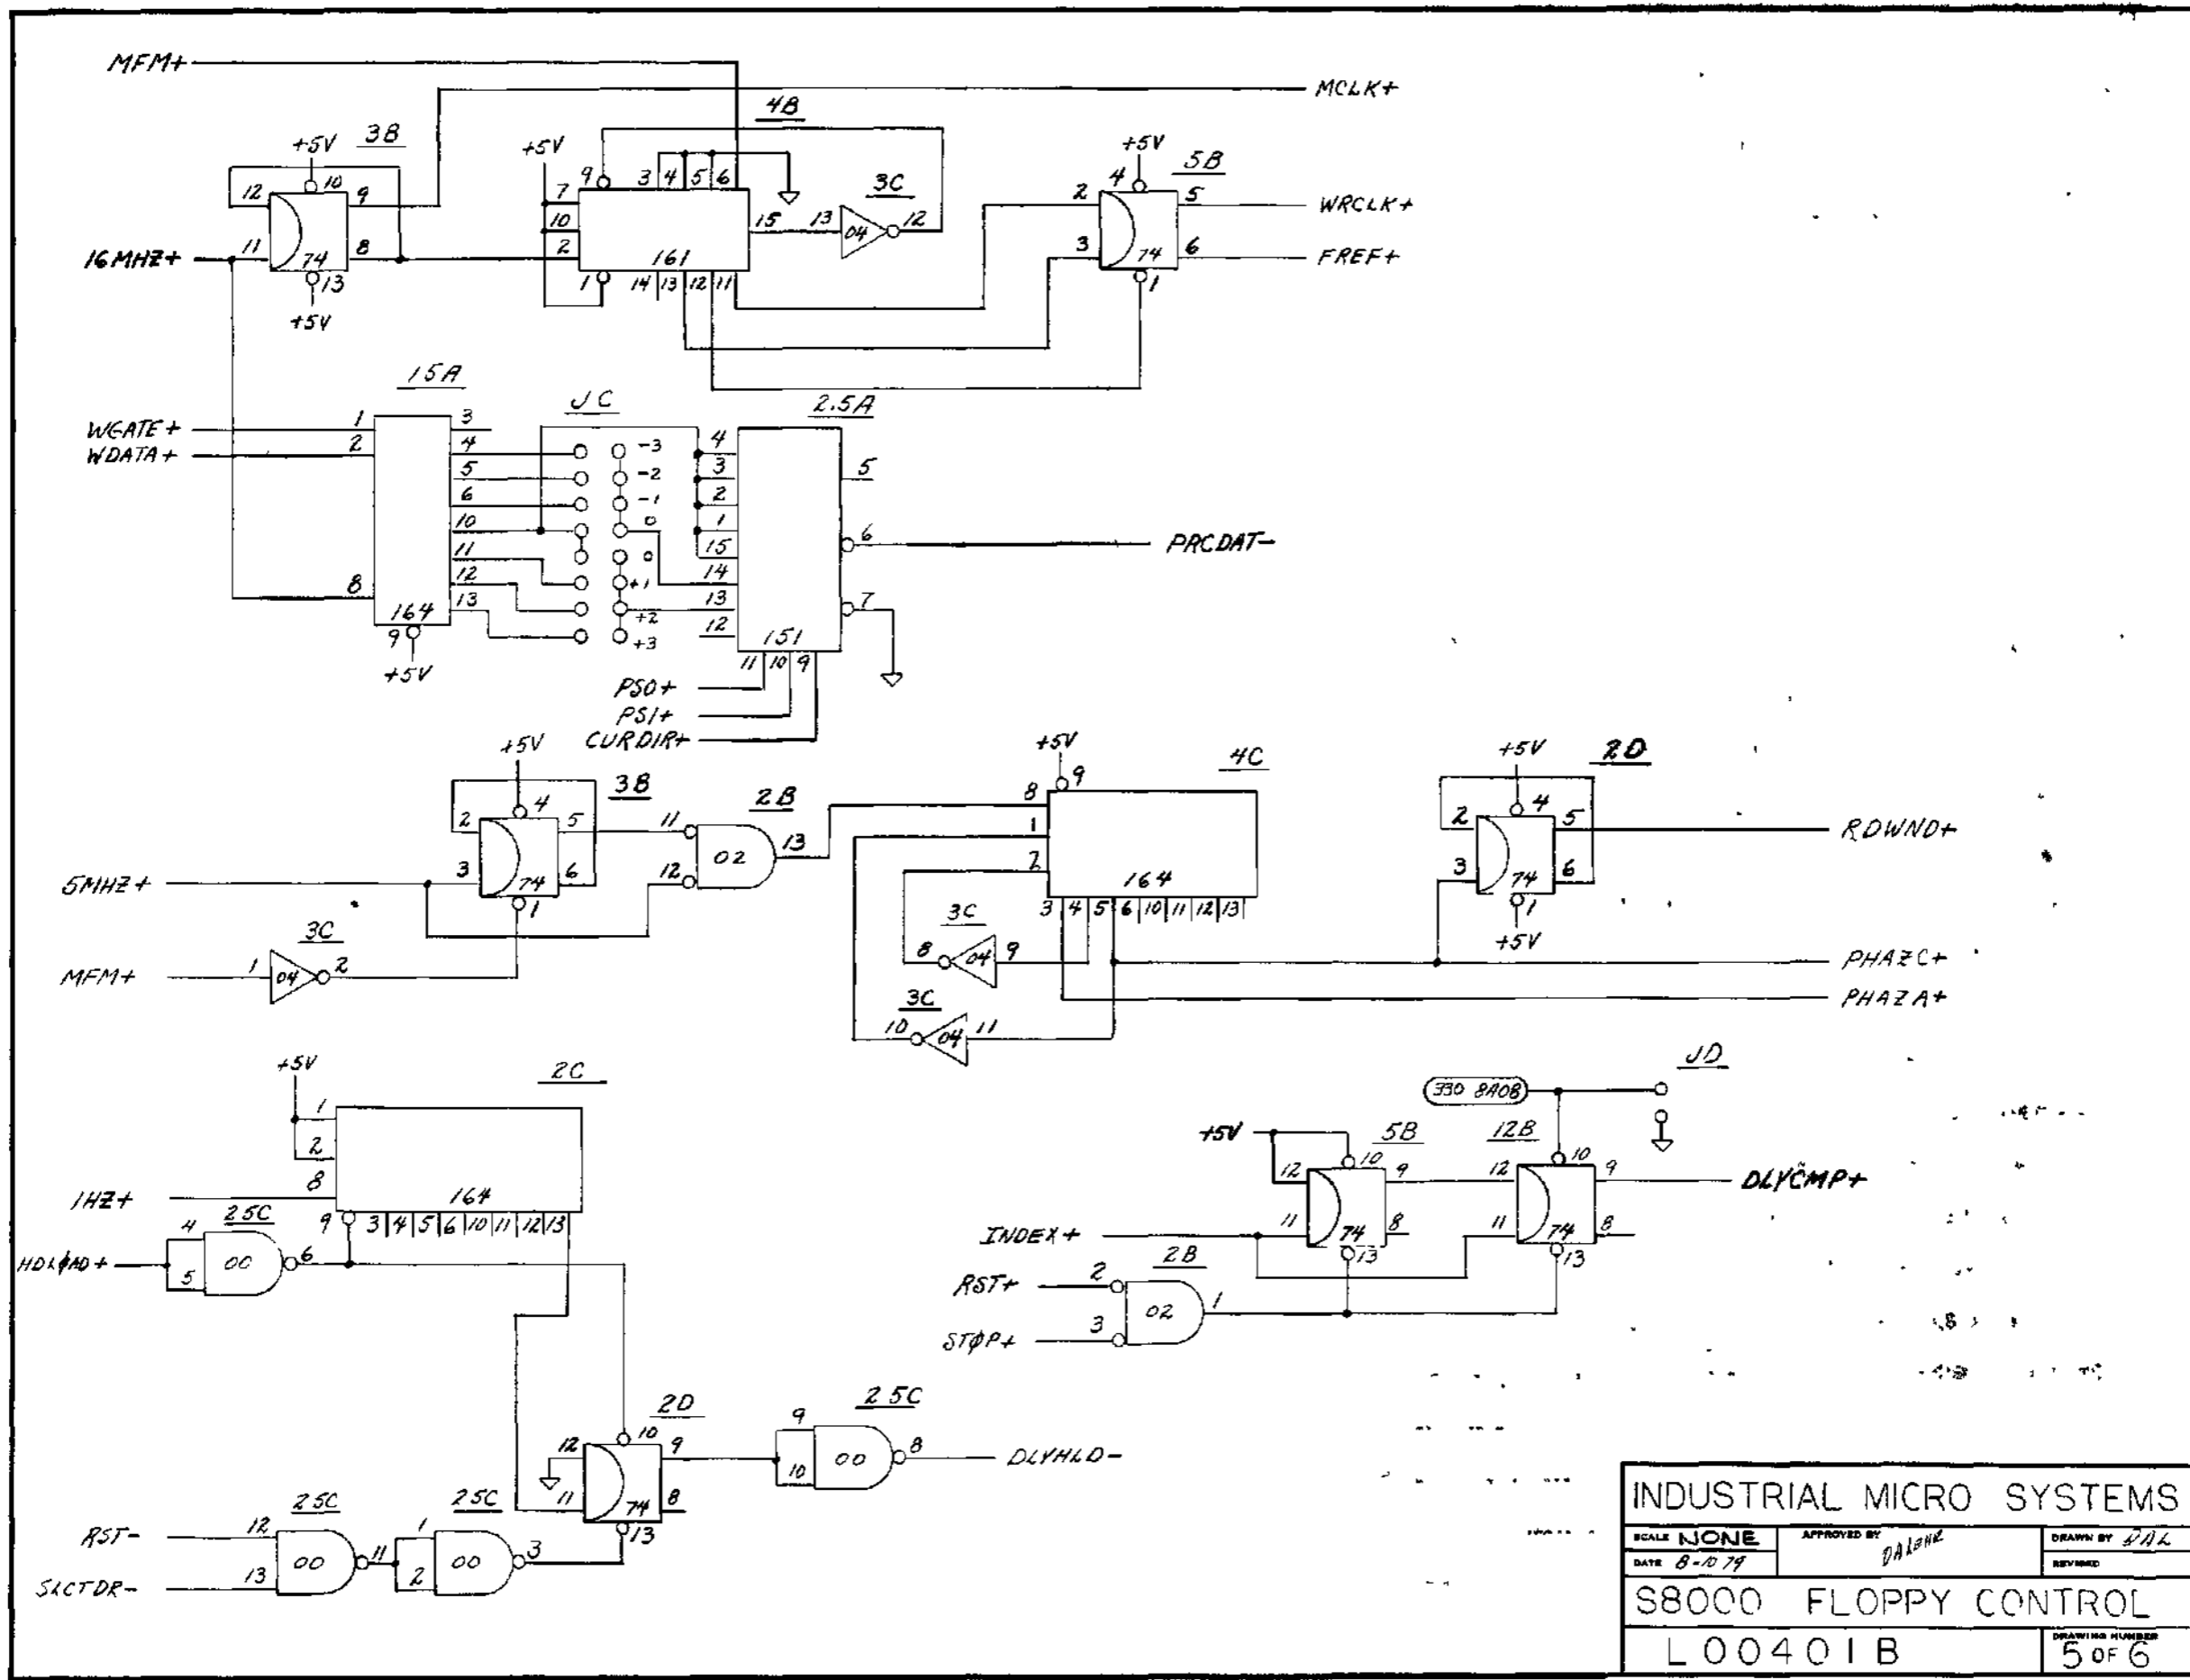 MFM+
MCLK+
4B
3B
+5V
10
12
9
11
8
74
13
+5V
16MHZ+
+5V
9
3 4 5 6
7
10
2
15
161
1
14 13 12 11
3C
13
04
12
+5V
5B
4
2
5
3
6
74
1
WRCLK+
FREF+
15A
WGATE+
WDATA+
1
2
8
3
4
5
6
10
11
12
13
164
9
+5V
JC
-3
-2
-1
0
0
+1
+2
+3
2.5A
4
3
2
1
15
14
13
12
5
6
7
151
11 10 9
PRCDAT-
PS0+
PS1+
CURDIR+
+5V
3B
4
2
5
3
6
74
1
2B
11
12
02
13
5MHZ+
3C
MFM+
1
04
2
+5V
4C
9
8
1
2
164
3 4 5 6 10 11 12 13
3C
8
04
9
3C
10
04
11
+5V
2D
4
2
5
3
6
74
1
+5V
RDWND+
PHAZC+
PHAZA+
+5V
2C
1
2
8
1HZ+
164
9
3 4 5 6 10 11 12 13
25C
HDLØAD+
4
5
00
6
JD
330 8A08
+5V
5B
12B
10
12
9
11
8
74
13
10
12
9
11
8
74
13
DLYCMP+
INDEX+
2B
RST+
2
STØP+
3
02
1
2D
10
12
9
11
8
74
13
25C
9
10
00
8
DLYHLD-
25C
25C
RST-
12
SLCTDR-
13
00
11
1
2
00
3
INDUSTRIAL MICRO SYSTEMS
SCALE NONE
APPROVED BY
DRAWN BY DAL
DATE 8-10 79
REVISED
S8000 FLOPPY CONTROL
L00401B
DRAWING NUMBER
5 OF 6